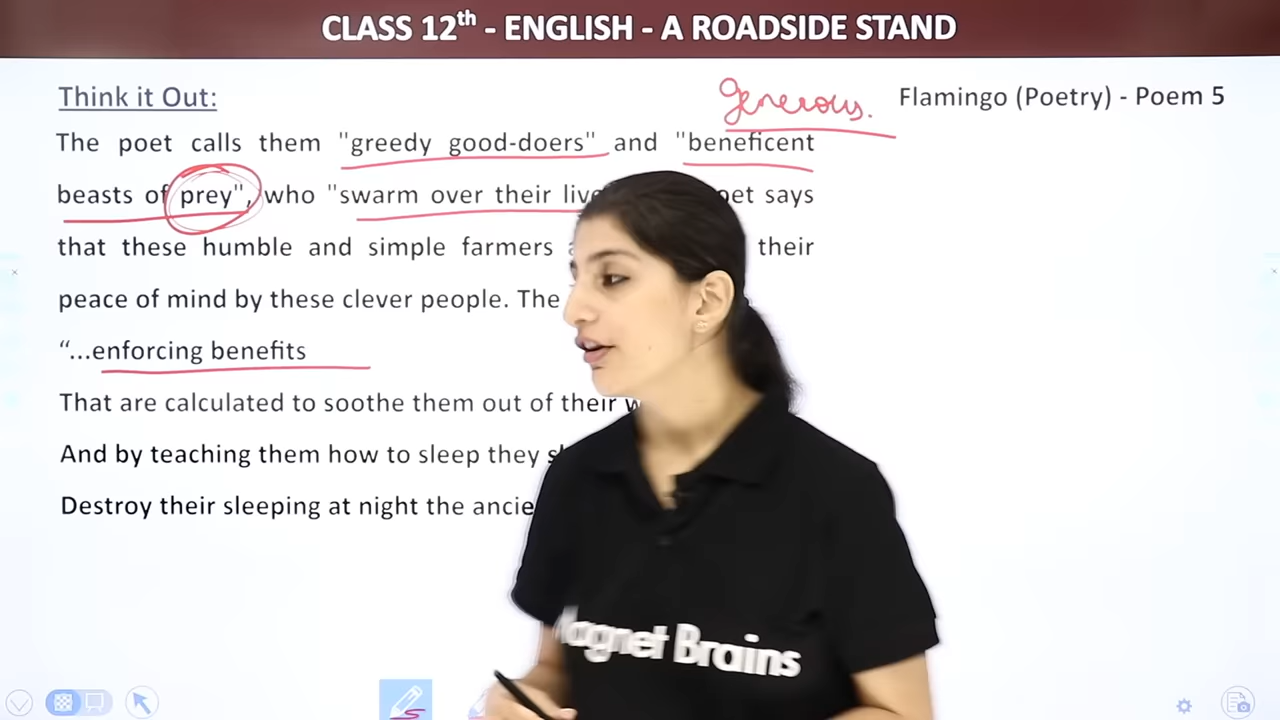 CLASS 12th - ENGLISH - A ROADSIDE STAND
Think it Out:
generous.
Flamingo (Poetry) - Poem 5
The poet calls them "greedy good-doers" and "beneficent
beasts of prey", who "swarm over their says
that these humble and simple farmers their
peace of mind by these clever people. The
“...enforcing benefits
That are calculated to soothe them out of their
And by teaching them how to sleep they
Destroy their sleeping at night the
Magnet Brains